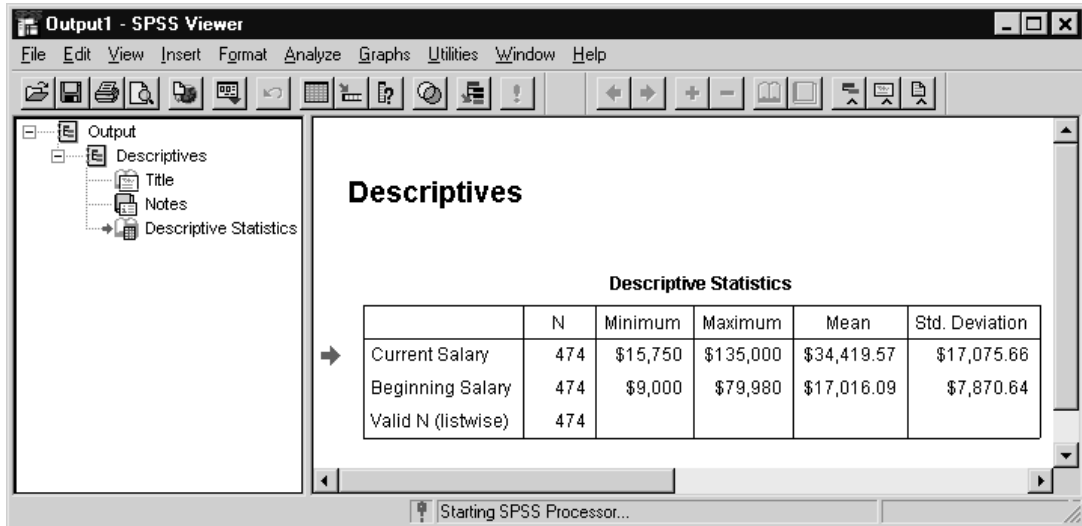 Output1 - SPSS Viewer
File Edit View Insert Format Analyze Graphs Utilities Window Help
Output
Descriptives
Title
Notes
Descriptive Statistics
Descriptives
Descriptive Statistics
N Minimum Maximum Mean Std. Deviation
Current Salary 474 $15,750 $135,000 $34,419.57 $17,075.66
Beginning Salary 474 $9,000 $79,980 $17,016.09 $7,870.64
Valid N (listwise) 474
Starting SPSS Processor...